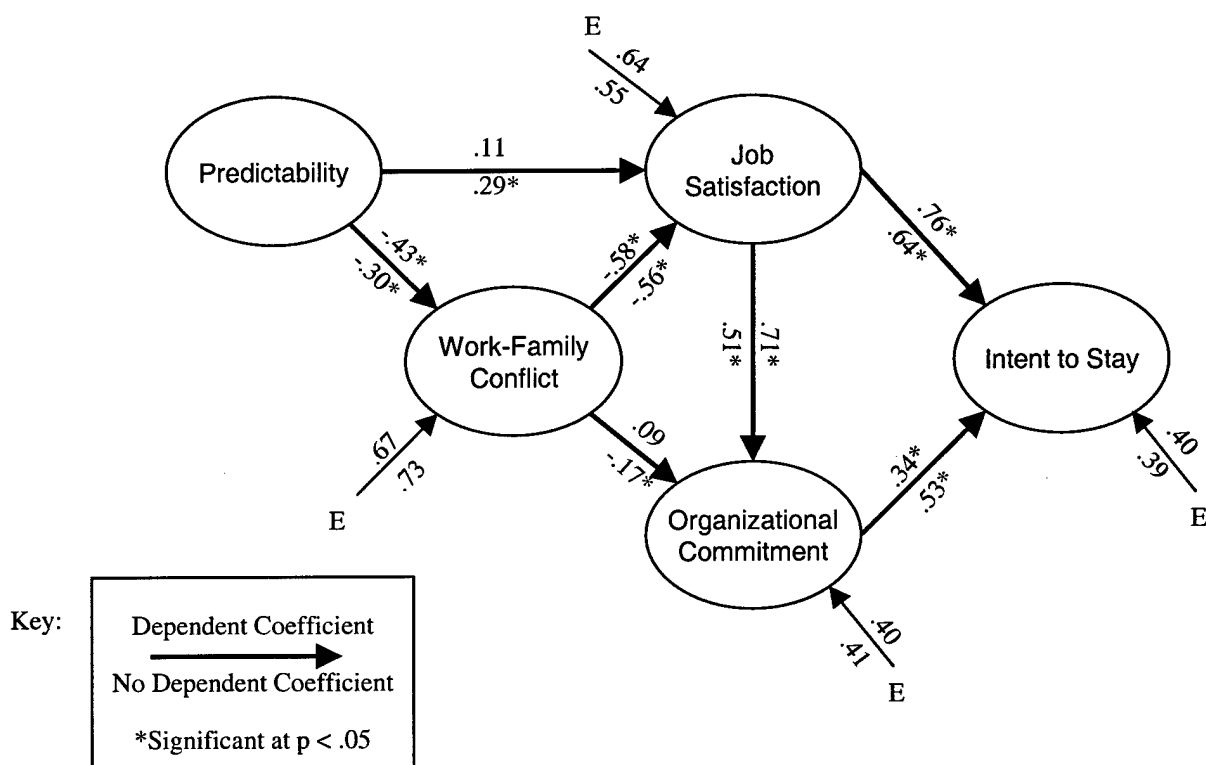 E
.64
.55
Predictability
.11
.29*
Job
Satisfaction
-.43*
-.30*
-.58*
-.56*
.76*
.64*
Work-Family
Conflict
.71*
.51*
Intent to Stay
.67
.73
E
.09
-.17*
.34*
.53*
.40
.39
E
Organizational
Commitment
.40
.41
E
Key:
Dependent Coefficient
No Dependent Coefficient
*Significant at p < .05